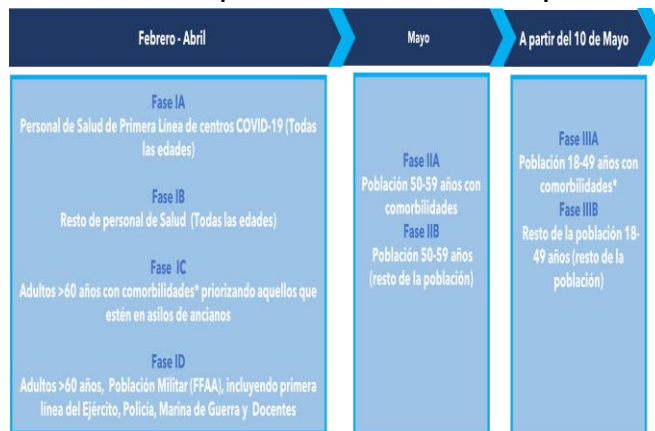 Febrero - Abril
Fase IA
Personal de Salud de Primera Línea de centros COVID-19 (Todas
las edades)
Fase IB
Resto de personal de Salud (Todas las edades)
Fase IC
Adultos >60 años con comorbilidades* priorizando aquellos que
estén en asilos de ancianos
Fase ID
Adultos >60 años, Población Militar (FFAA), incluyendo primera
línea del Ejército, Policía, Marina de Guerra y Docentes
Mayo
Fase IIA
Población 50-59 años con
comorbilidades
Fase IIB
Población 50-59 años
(resto de la población)
A partir del 10 de Mayo
Fase IIIA
Población 18-49 años con
comorbilidades*
Fase IIIB
Resto de la población 18-
49 años (resto de la
población)